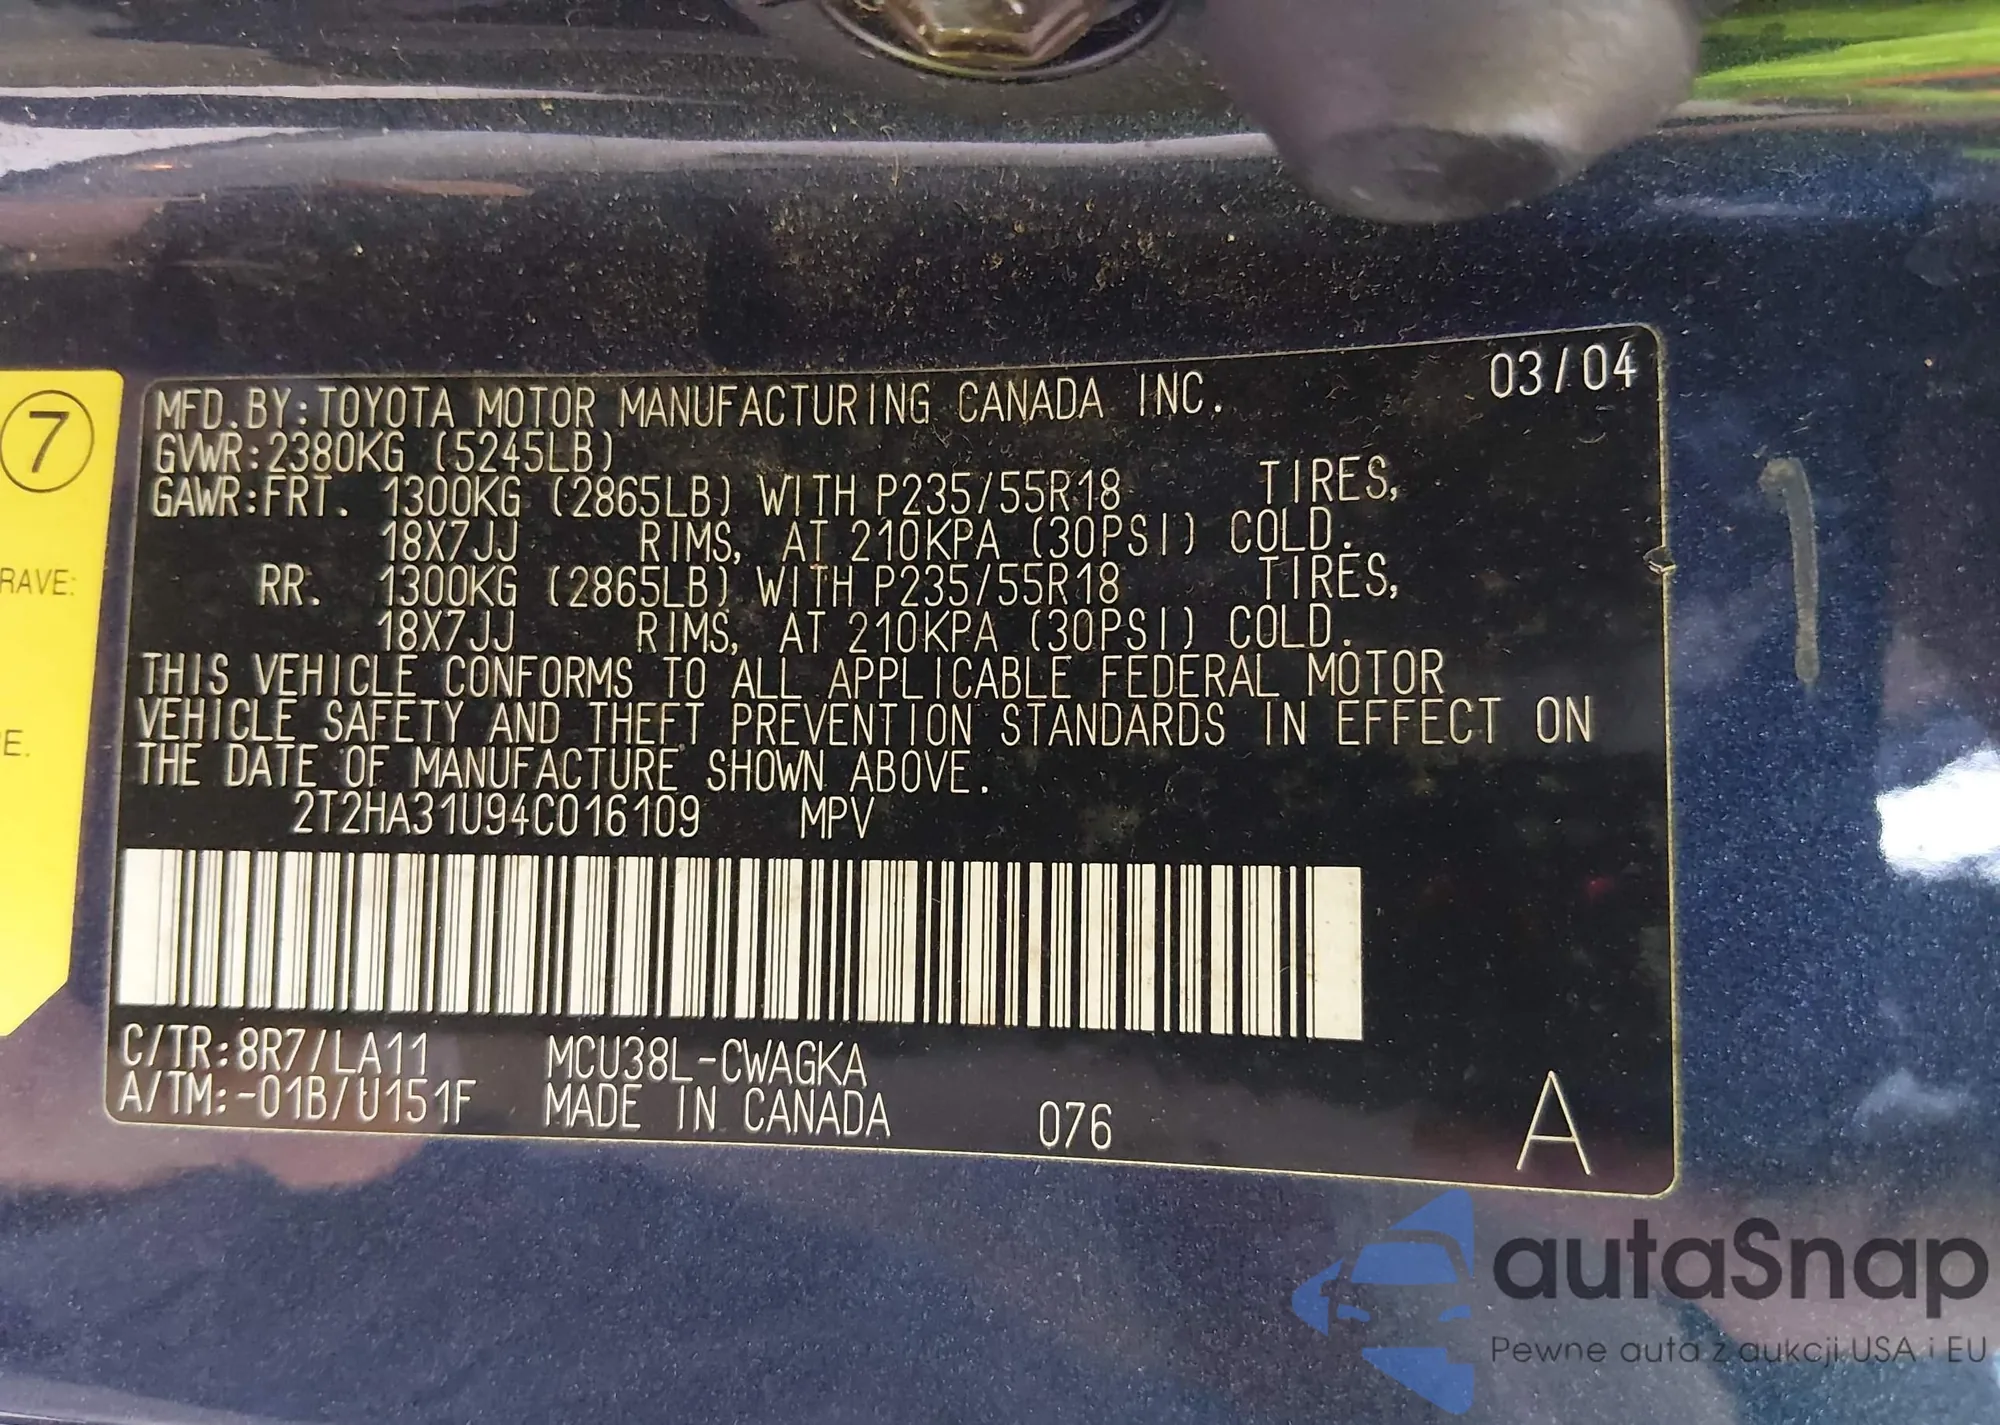 7
RAVE:
E.
03/04
MFD.BY:TOYOTA MOTOR MANUFACTURING CANADA INC.
GVWR:2380KG (5245LB)
GAWR:FRT. 1300KG (2865LB) WITH P235/55R18 TIRES,
18X7JJ RIMS, AT 210KPA (30PSI) COLD.
RR. 1300KG (2865LB) WITH P235/55R18 TIRES,
18X7JJ RIMS, AT 210KPA (30PSI) COLD.
THIS VEHICLE CONFORMS TO ALL APPLICABLE FEDERAL MOTOR
VEHICLE SAFETY AND THEFT PREVENTION STANDARDS IN EFFECT ON
THE DATE OF MANUFACTURE SHOWN ABOVE.
2T2HA31U94C016109 MPV
C/TR:8R7/LA11 MCU38L-CWAGKA
A/TM:-01B/U151F MADE IN CANADA 076 A
autaSnap
Pewne auta z aukcji USA i EU